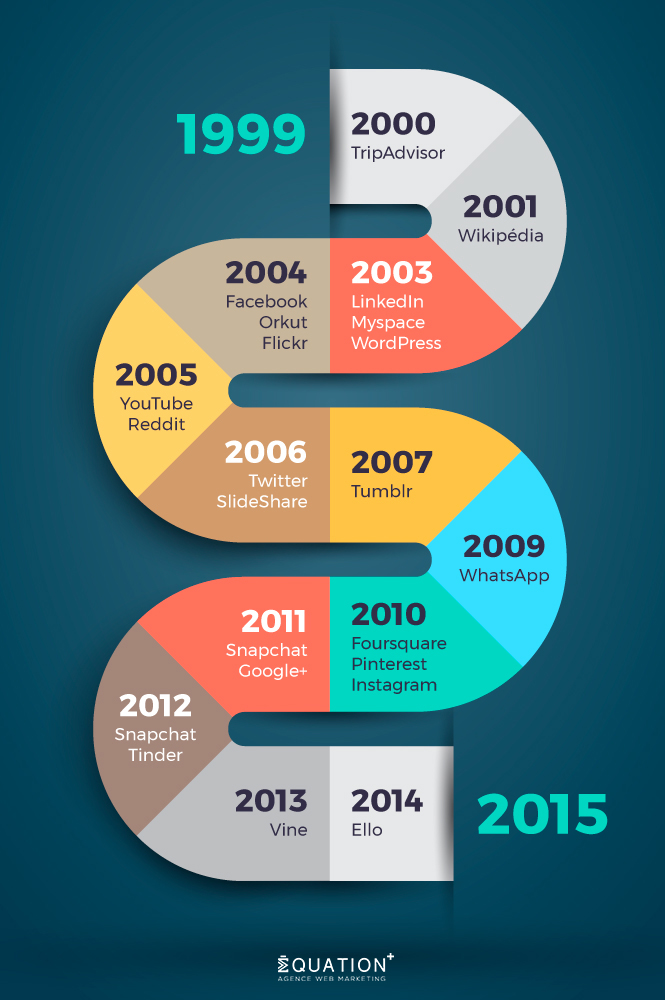 1999
2000
TripAdvisor
2001
Wikipédia
2003
LinkedIn
Myspace
WordPress
2004
Facebook
Orkut
Flickr
2005
YouTube
Reddit
2006
Twitter
SlideShare
2007
Tumblr
2009
WhatsApp
2010
Foursquare
Pinterest
Instagram
2011
Snapchat
Google+
2012
Snapchat
Tinder
2013
Vine
2014
Ello
2015
EQUATION+
AGENCE WEB MARKETING